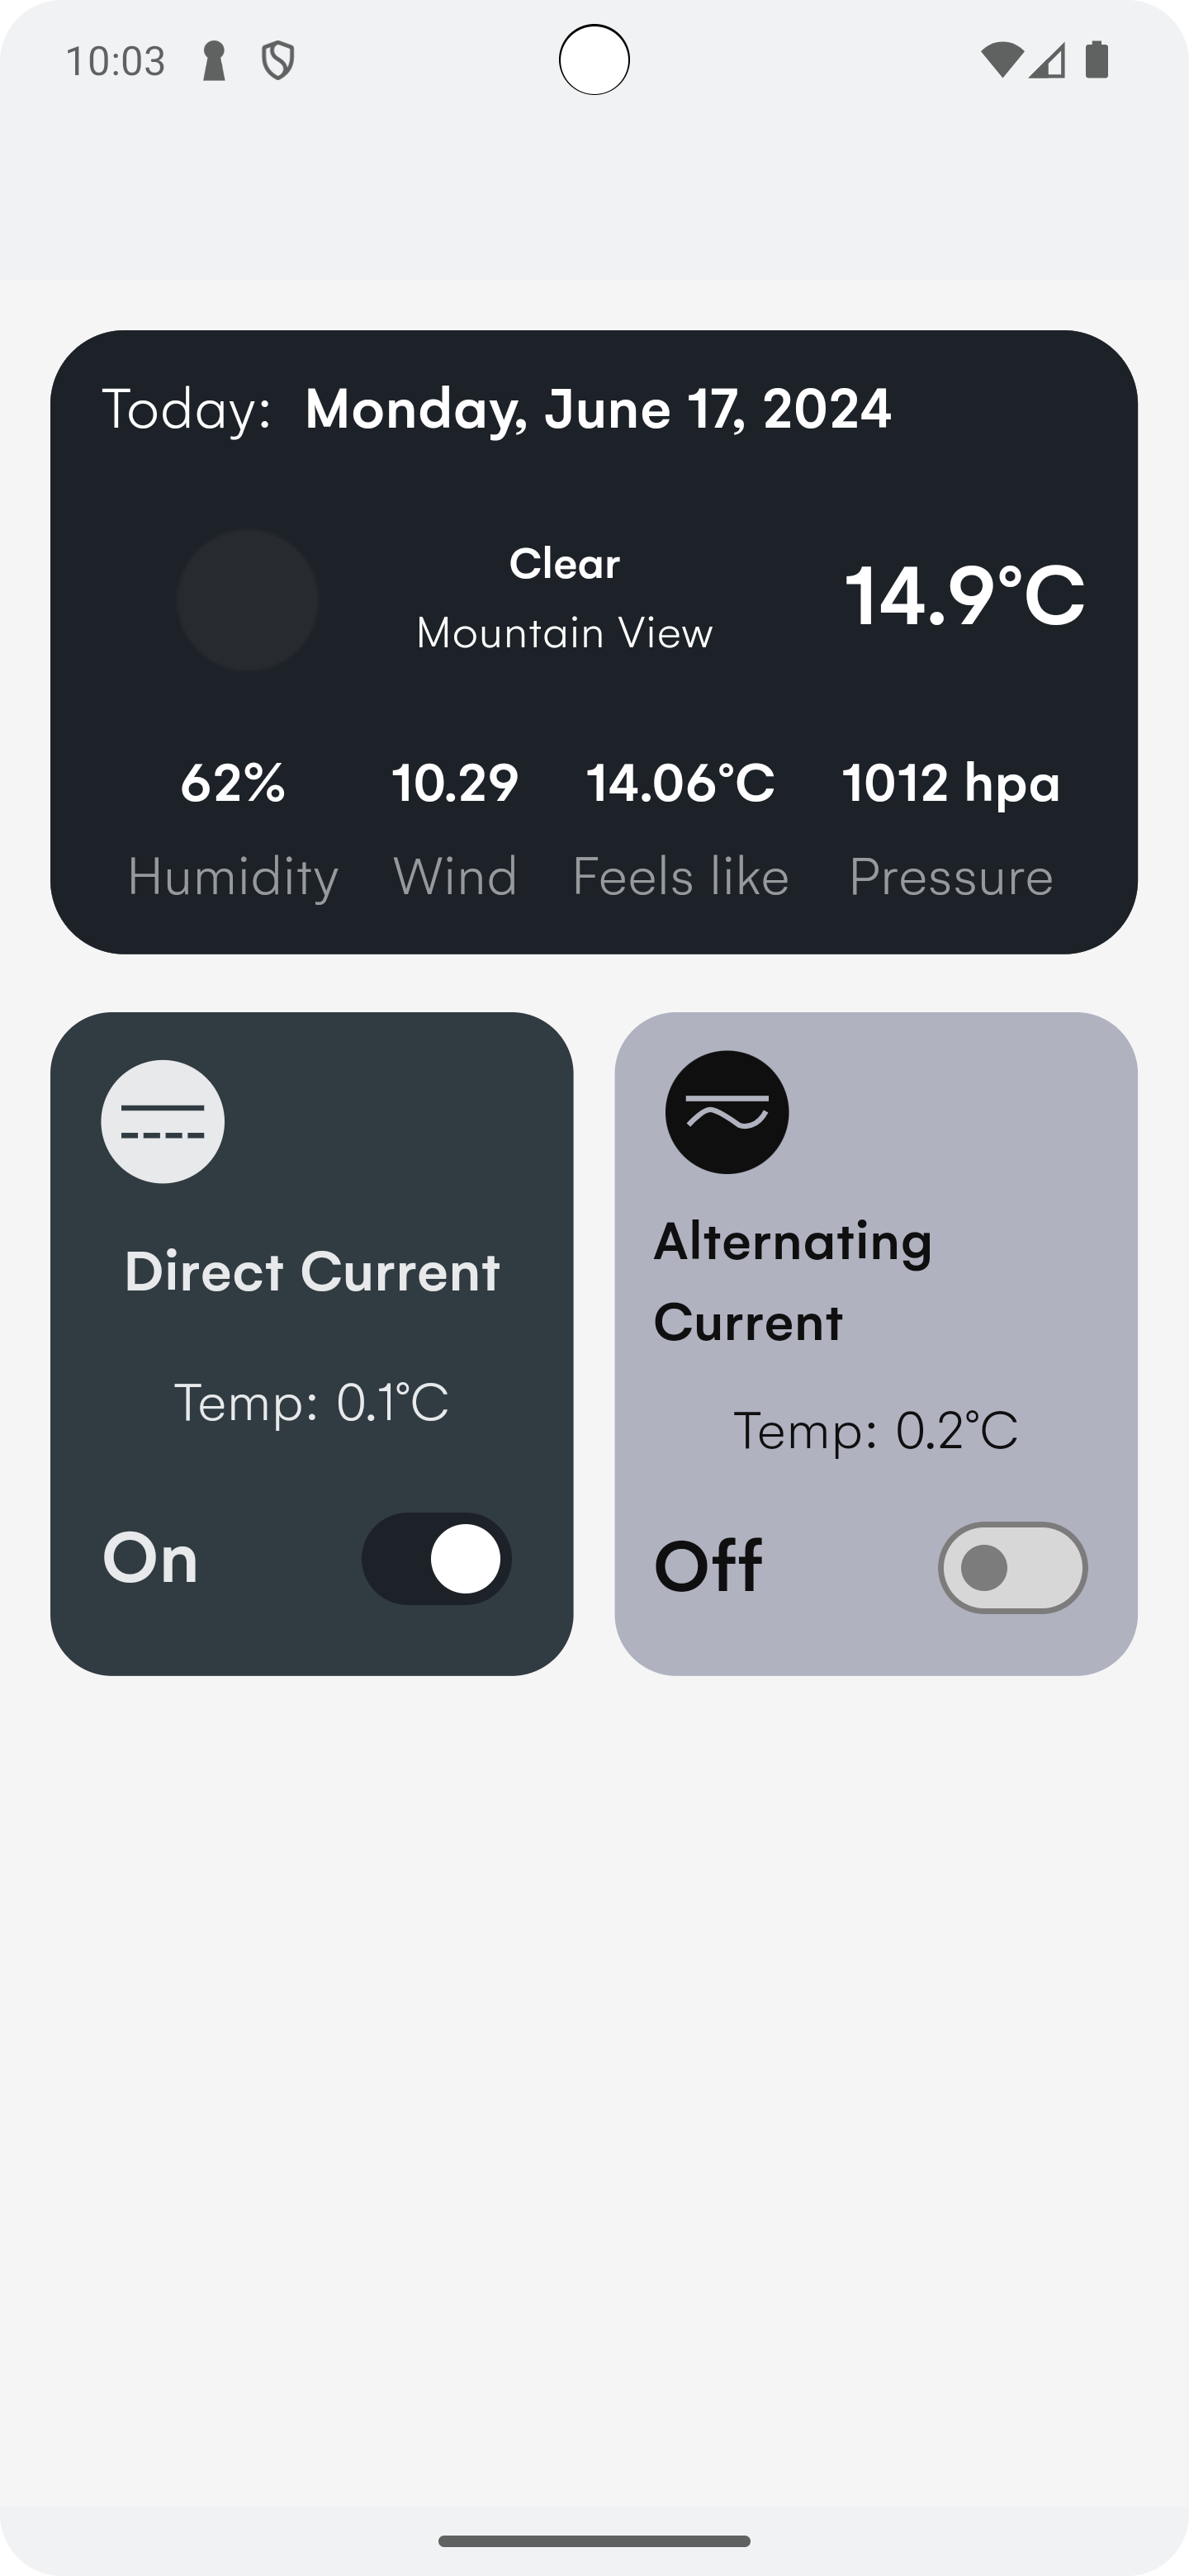 10:03
Today: Monday, June 17, 2024
Clear
Mountain View
14.9°C
62% 10.29 14.06°C 1012 hpa
Humidity Wind Feels like Pressure
Direct Current
Temp: 0.1°C
On
Alternating
Current
Temp: 0.2°C
Off